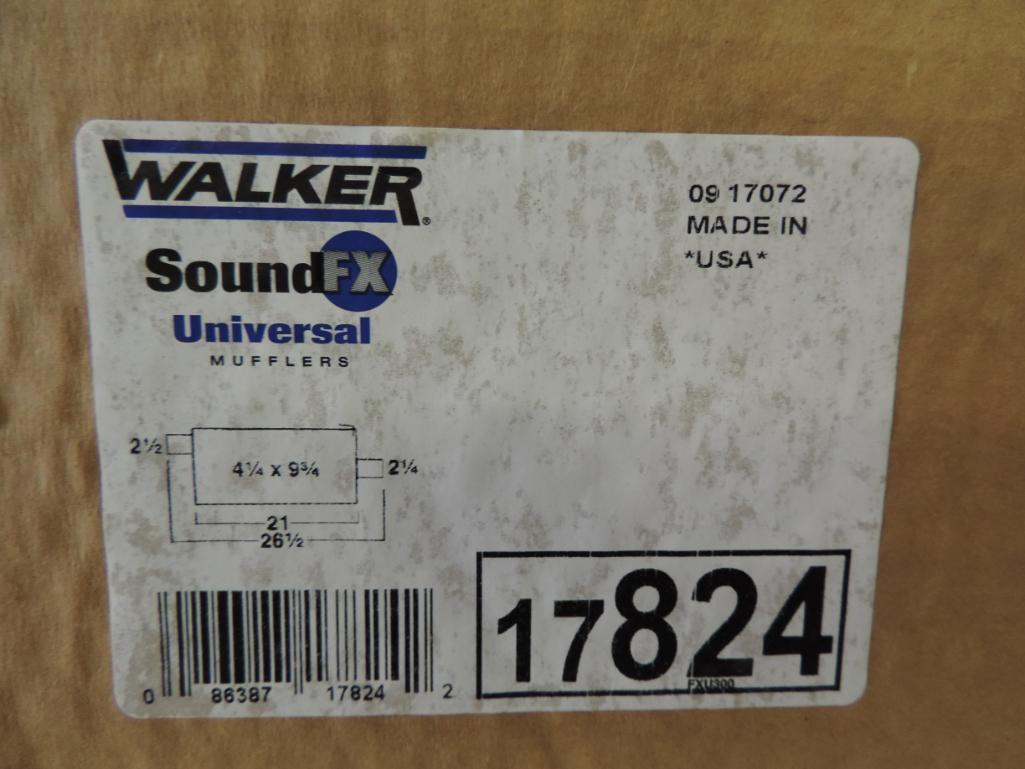 WALKER®
SoundFX
Universal
MUFFLERS
09 17072
MADE IN
*USA*
2½
4¼ x 9¾
2¼
21
26½
0 86387 17824 2
17824
FXU300